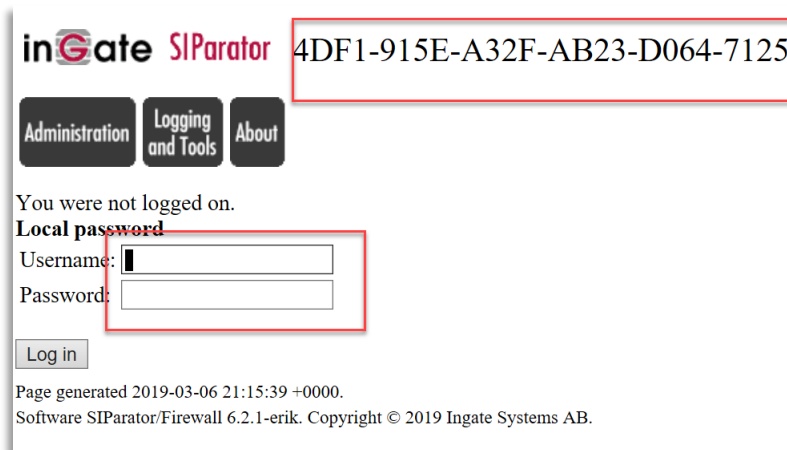 inGate SIParator 4DF1-915E-A32F-AB23-D064-7125
Administration Logging and Tools About
You were not logged on.
Local password
Username:
Password:
Log in
Page generated 2019-03-06 21:15:39 +0000.
Software SIParator/Firewall 6.2.1-erik. Copyright © 2019 Ingate Systems AB.